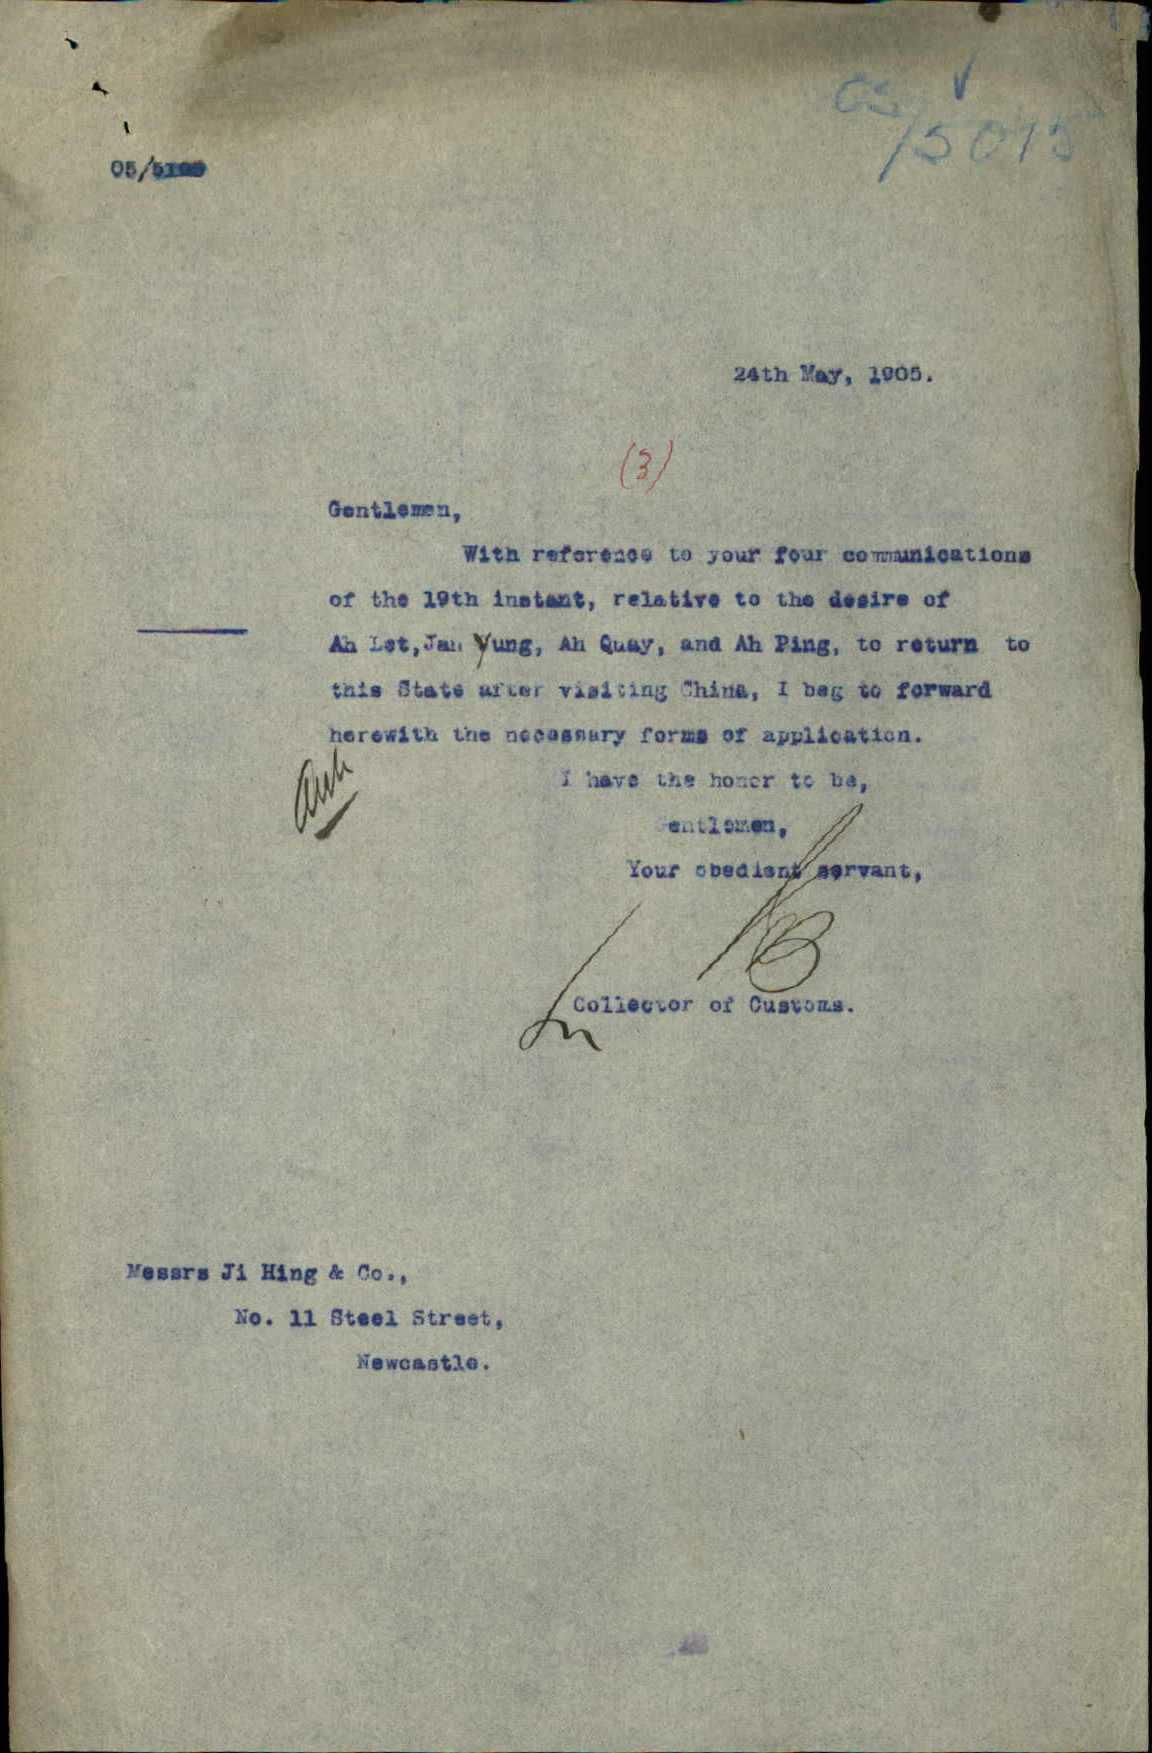 05/5015
05/
24th May, 1905.
(3)
Gentlemen,
With reference to your four communications
of the 19th instant, relative to the desire of
Ah Let, Jan Yung, Ah Quay, and Ah Ping, to return to
this State after visiting China, I beg to forward
herewith the necessary forms of application.
I have the honor to be,
Gentlemen,
Your obedient servant,
Collector of Customs.
Messrs Ji Hing & Co.,
No. 11 Steel Street,
Newcastle.